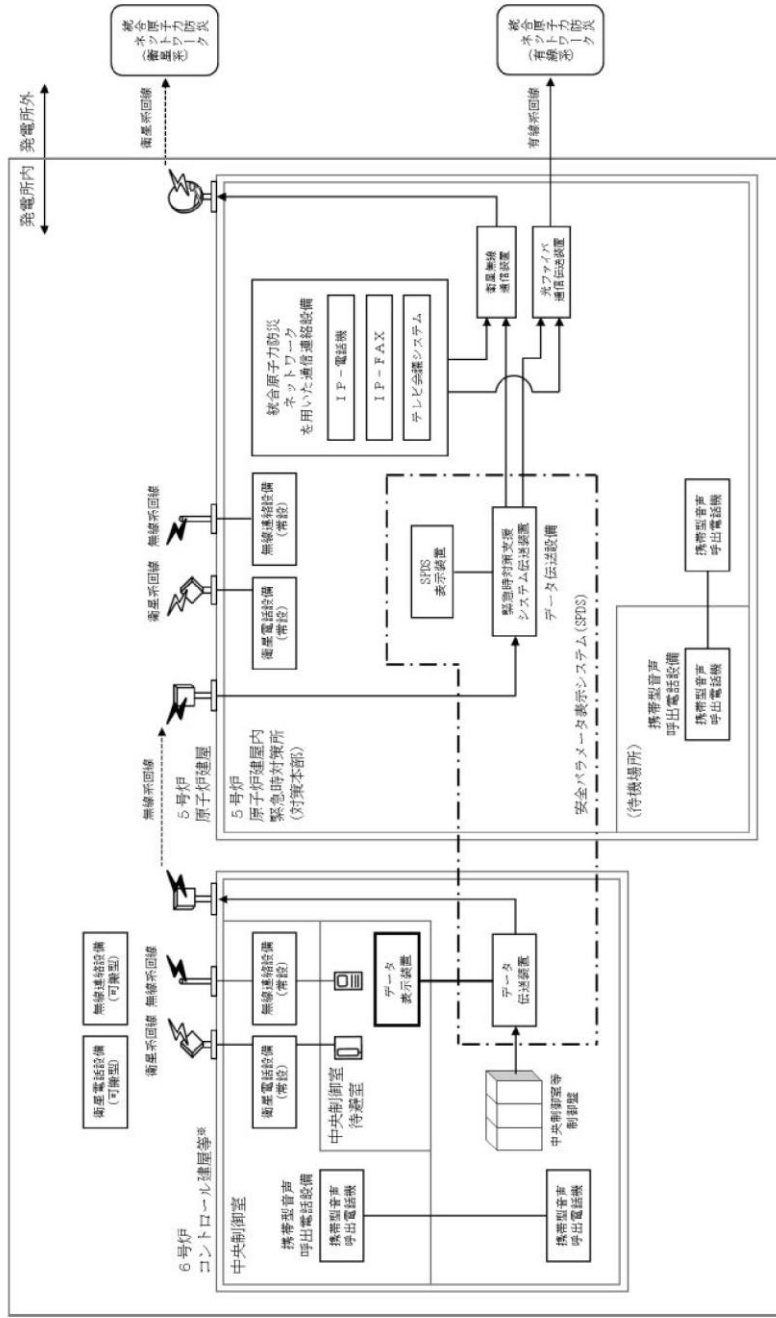 発電所内
発電所外
統合原子力防災
ネットワーク
(衛星系)
統合原子力防災
ネットワーク
(有線系)
衛星系回線
有線系回線
衛星電話設備
(可搬型)
無線連絡設備
(可搬型)
衛星系回線
無線系回線
無線系回線
衛星系回線
無線系回線
6号炉
コントロール建屋等※
中央制御室
衛星電話設備
(常設)
無線連絡設備
(常設)
中央制御室
待避室
データ
表示装置
携帯型音声
呼出電話設備
携帯型音声
呼出電話機
携帯型音声
呼出電話機
中央制御室等
制御盤
データ
伝送装置
5号炉
原子炉建屋
5号炉
原子炉建屋内
緊急時対策所
(対策本部)
衛星電話設備
(常設)
無線連絡設備
(常設)
統合原子力防災
ネットワーク
を用いた通信連絡設備
IP-電話機
IP-FAX
テレビ会議システム
SPDS
表示装置
緊急時対策支援
システム伝送装置
データ伝送設備
衛星無線
通信装置
光ファイバ
通信伝送装置
安全パラメータ表示システム(SPDS)
(待機場所)
携帯型音声
呼出電話設備
携帯型音声
呼出電話機
携帯型音声
呼出電話機